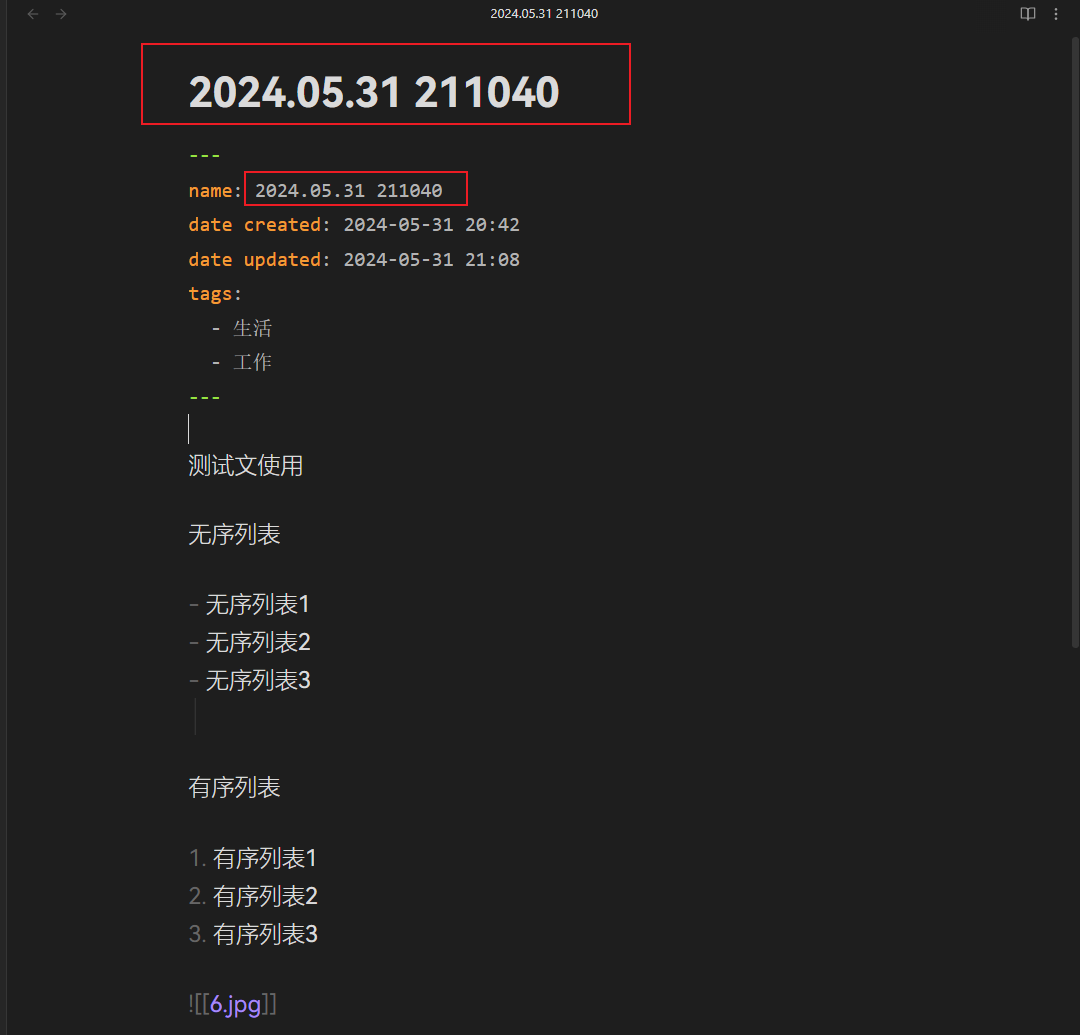 2024.05.31 211040
2024.05.31 211040
---
name: 2024.05.31 211040
date created: 2024-05-31 20:42
date updated: 2024-05-31 21:08
tags:
- 生活
- 工作
---
测试文使用
无序列表
- 无序列表1
- 无序列表2
- 无序列表3
有序列表
1. 有序列表1
2. 有序列表2
3. 有序列表3
![[6.jpg]]